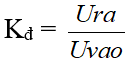 Kđ = Ura / Uvao